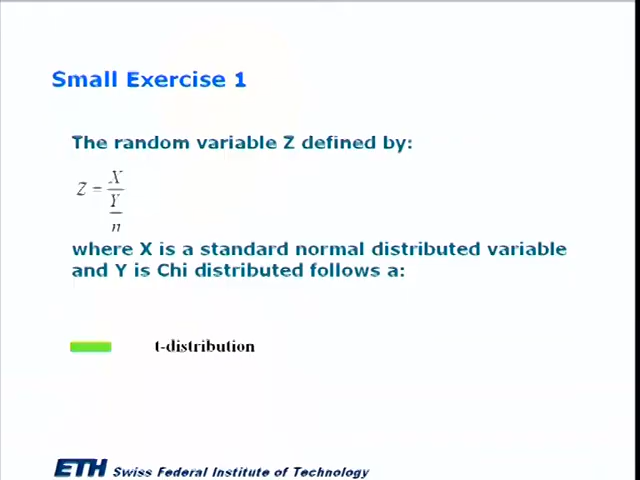 Small Exercise 1
The random variable Z defined by:
Z = X / Y / n
where X is a standard normal distributed variable
and Y is Chi distributed follows a:
t-distribution
ETH Swiss Federal Institute of Technology